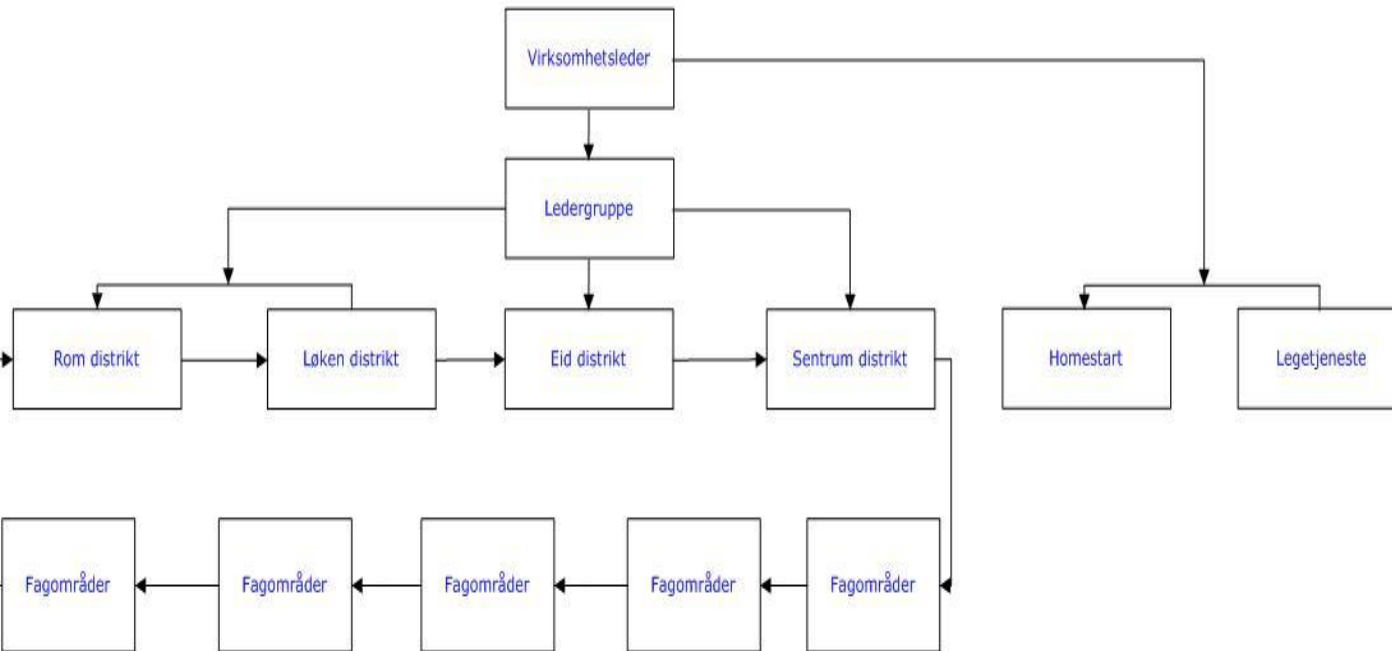 Virksomhetsleder
Ledergruppe
Rom distrikt
Løken distrikt
Eid distrikt
Sentrum distrikt
Homestart
Legetjeneste
Fagområder
Fagområder
Fagområder
Fagområder
Fagområder